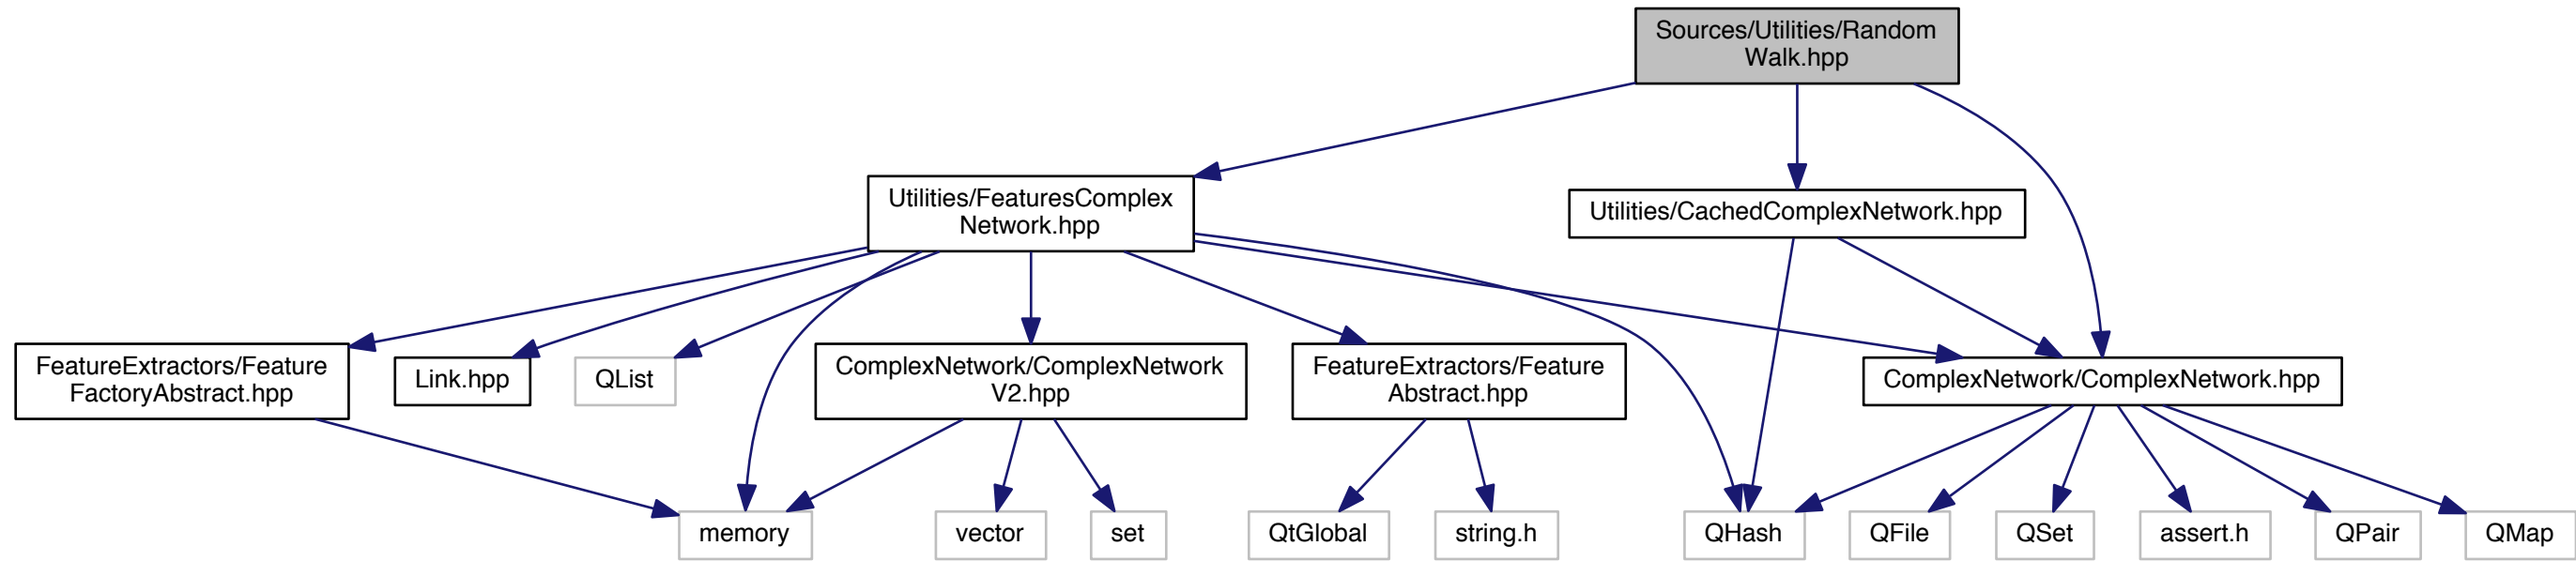 Sources/Utilities/Random
Walk.hpp
Utilities/FeaturesComplex
Network.hpp
Utilities/CachedComplexNetwork.hpp
FeatureExtractors/Feature
FactoryAbstract.hpp
Link.hpp
QList
ComplexNetwork/ComplexNetwork
V2.hpp
FeatureExtractors/Feature
Abstract.hpp
ComplexNetwork/ComplexNetwork.hpp
memory
vector
set
QtGlobal
string.h
QHash
QFile
QSet
assert.h
QPair
QMap